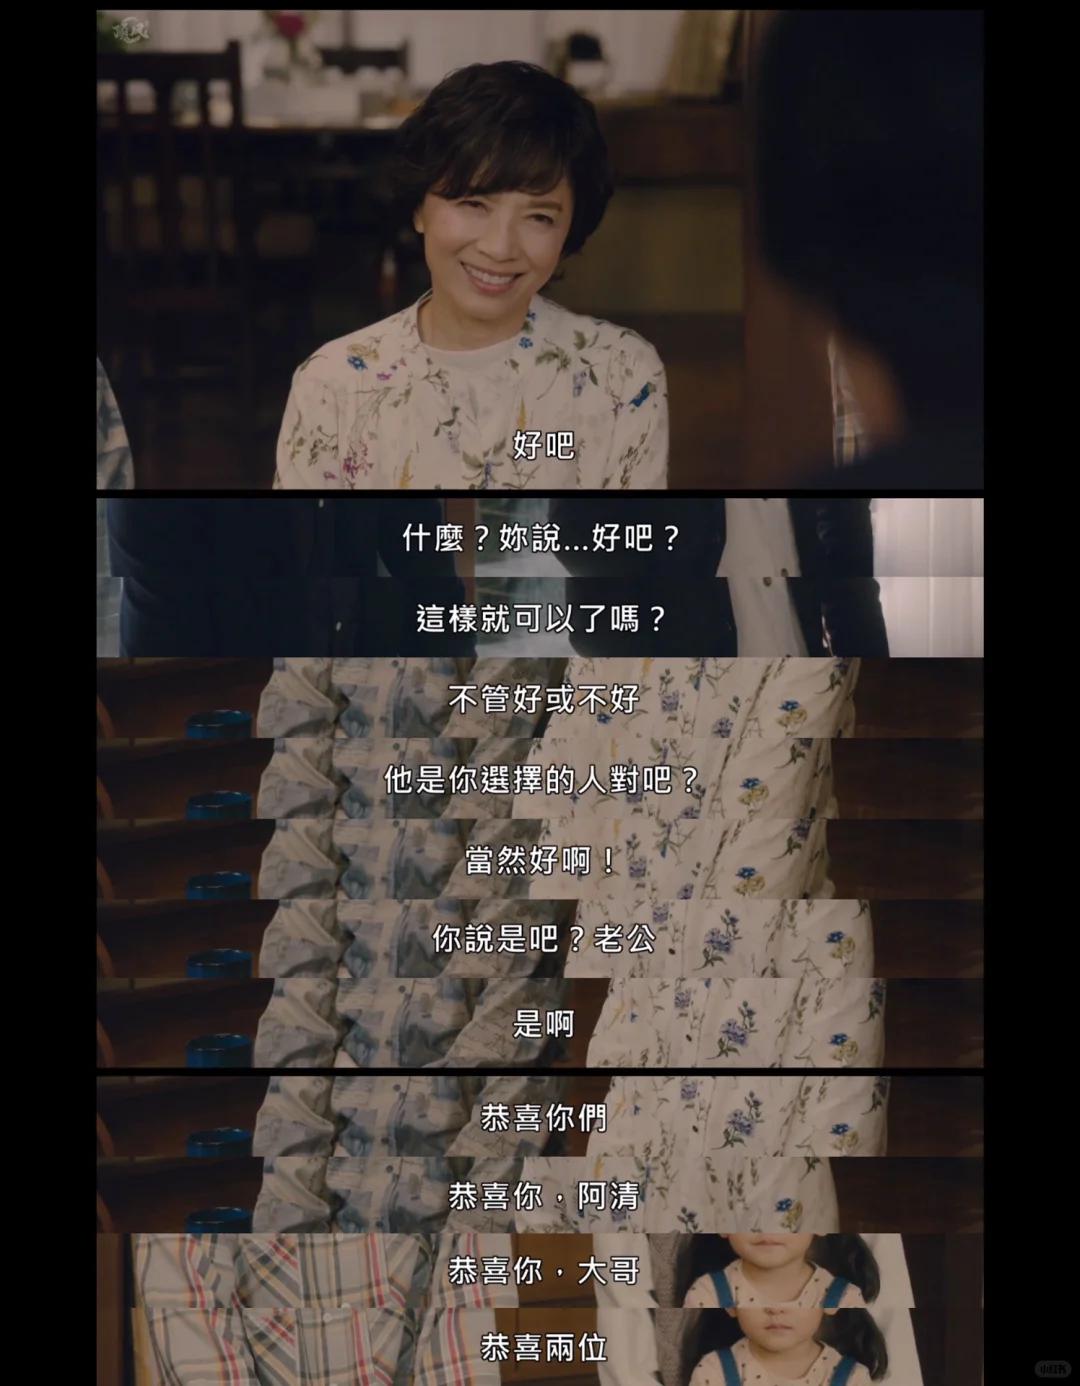 好吧
什麼？妳說...好吧？
這樣就可以了嗎？
不管好或不好
他是你選擇的人對吧？
當然好啊！
你說是吧？老公
是啊
恭喜你們
恭喜你，阿清
恭喜你，大哥
恭喜兩位
小红书